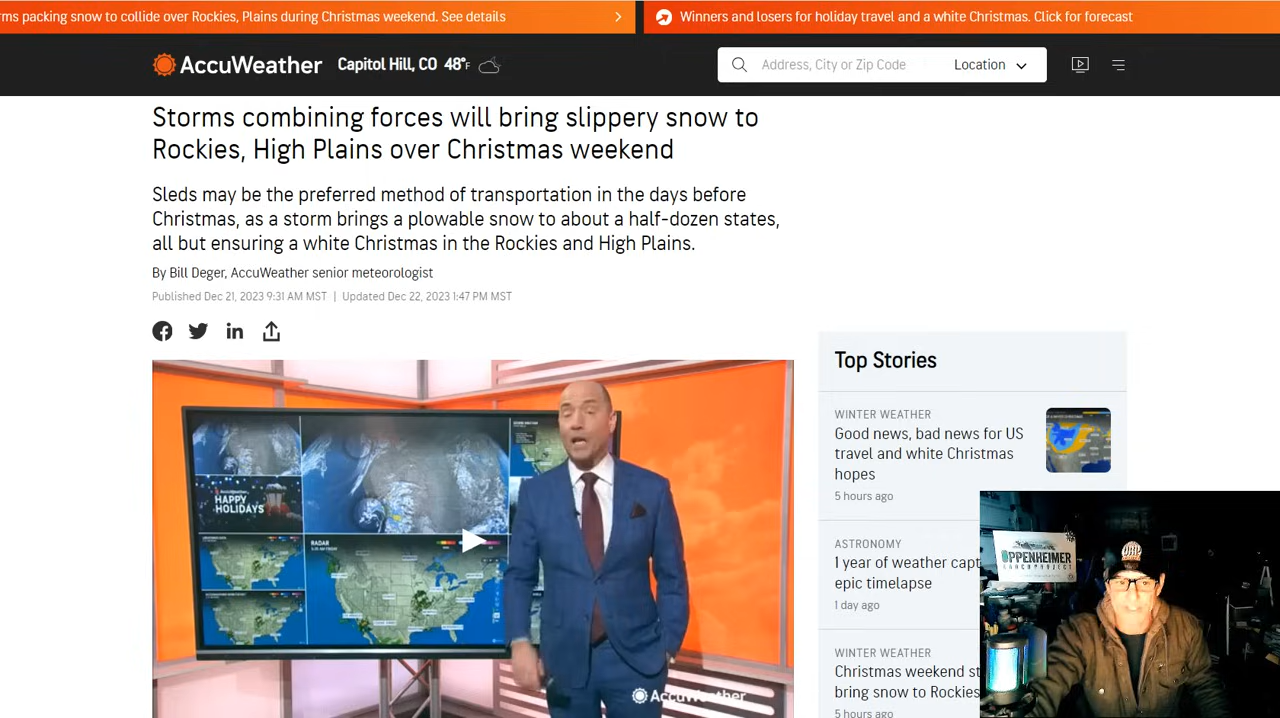 rms packing snow to collide over Rockies, Plains during Christmas weekend. See details
Winners and losers for holiday travel and a white Christmas. Click for forecast
AccuWeather
Capitol Hill, CO 48°F
Address, City or Zip Code
Location
Storms combining forces will bring slippery snow to
Rockies, High Plains over Christmas weekend
Sleds may be the preferred method of transportation in the days before
Christmas, as a storm brings a plowable snow to about a half-dozen states,
all but ensuring a white Christmas in the Rockies and High Plains.
By Bill Deger, AccuWeather senior meteorologist
Published Dec 21, 2023 9:31 AM MST | Updated Dec 22, 2023 1:47 PM MST
Top Stories
WINTER WEATHER
Good news, bad news for US
travel and white Christmas
hopes
5 hours ago
ASTRONOMY
1 year of weather capt
epic timelapse
1 day ago
WINTER WEATHER
Christmas weekend st
bring snow to Rockies
5 hours ago
HAPPY
HOLIDAYS
RADAR
AccuWeather
OPPENHEIMER
RANCH PROJECT